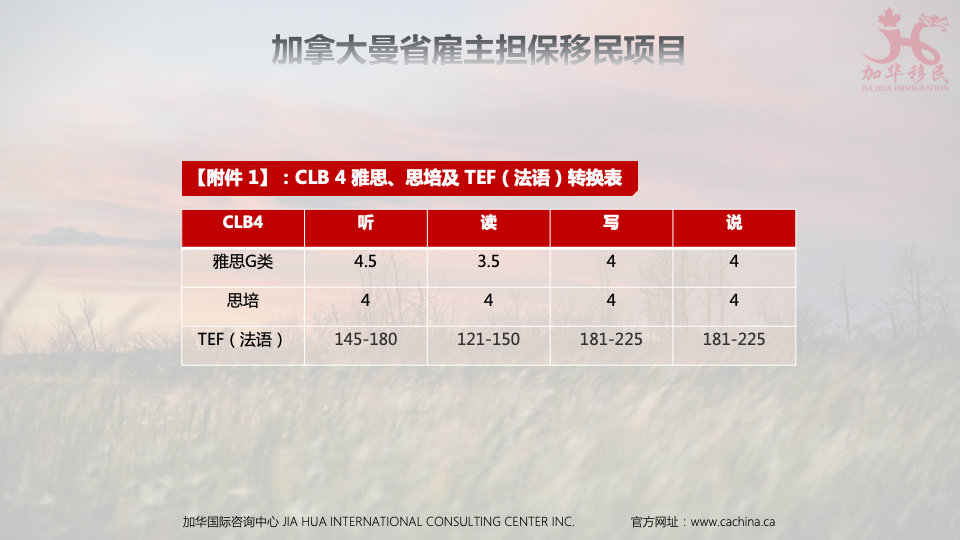 加拿大曼省雇主担保移民项目
加华移民
JIA HUA IMMIGRATION
【附件 1】：CLB 4 雅思、思培及 TEF（法语）转换表
CLB4 听 读 写 说
雅思G类 4.5 3.5 4 4
思培 4 4 4 4
TEF（法语） 145-180 121-150 181-225 181-225
加华国际咨询中心 JIA HUA INTERNATIONAL CONSULTING CENTER INC. 官方网址：www.cachina.ca